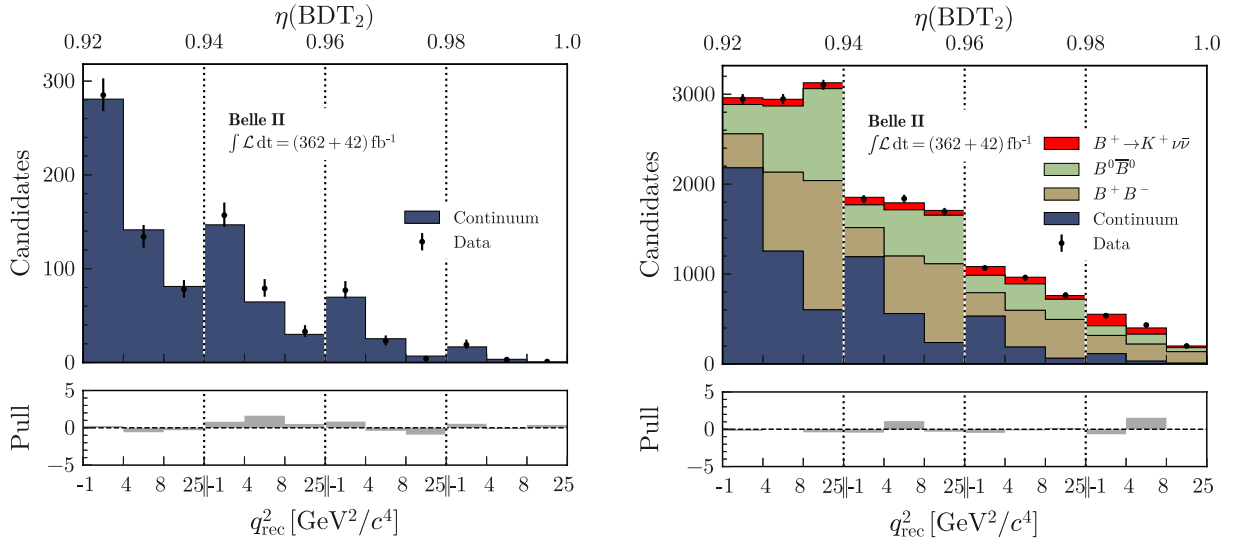 η(BDT₂)
0.92 0.94 0.96 0.98 1.0
300
200
100
0
Candidates
Belle II
∫ ℒ dt = (362 + 42) fb⁻¹
Continuum
Data
5
0
−5
Pull
-1 4 8 25 ∥ -1 4 8 25 ∥ -1 4 8 25 ∥ -1 4 8 25
q²rec [GeV²/c⁴]
η(BDT₂)
0.92 0.94 0.96 0.98 1.0
3000
2000
1000
0
Candidates
Belle II
∫ ℒ dt = (362 + 42) fb⁻¹
B⁺→K⁺νν̄
B⁰B̄⁰
B⁺B⁻
Continuum
Data
5
0
−5
Pull
-1 4 8 25 ∥ -1 4 8 25 ∥ -1 4 8 25 ∥ -1 4 8 25
q²rec [GeV²/c⁴]